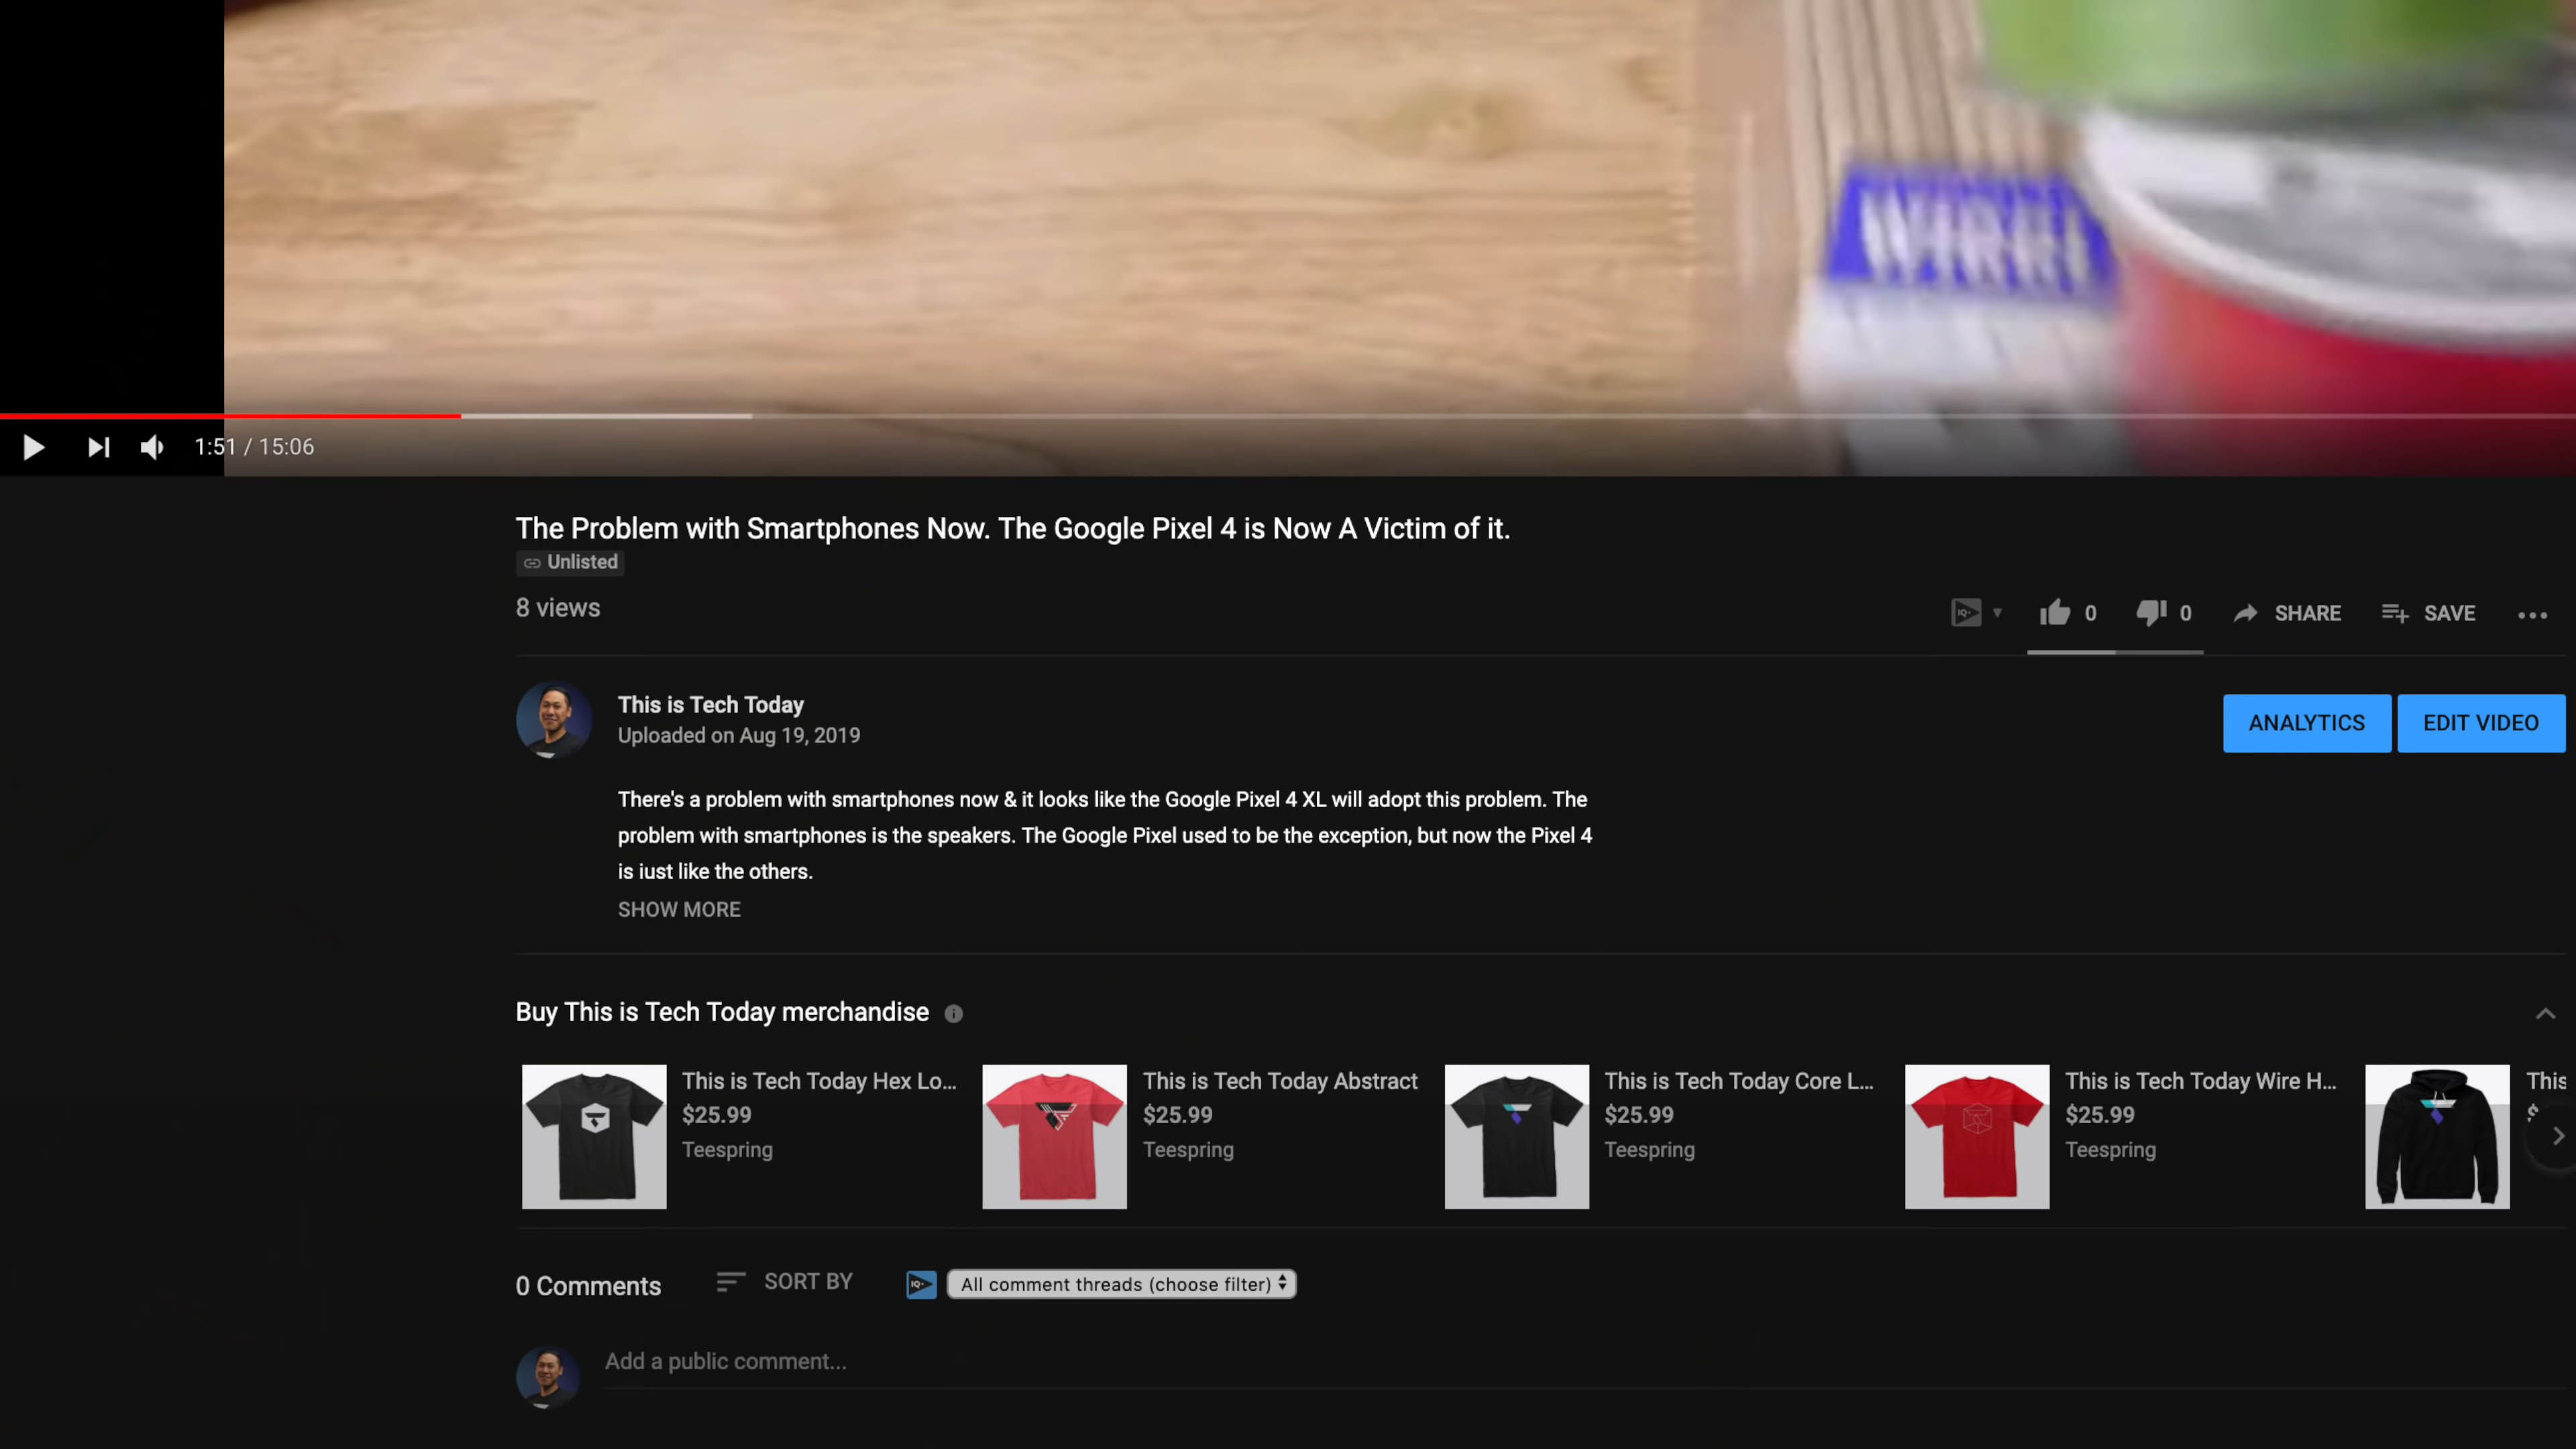 1:51 / 15:06
The Problem with Smartphones Now. The Google Pixel 4 is Now A Victim of it.
Unlisted
8 views
IQ
0
0
SHARE
SAVE
This is Tech Today
Uploaded on Aug 19, 2019
ANALYTICS
EDIT VIDEO
There's a problem with smartphones now & it looks like the Google Pixel 4 XL will adopt this problem. The
problem with smartphones is the speakers. The Google Pixel used to be the exception, but now the Pixel 4
is just like the others.
SHOW MORE
Buy This is Tech Today merchandise
This is Tech Today Hex Lo...
$25.99
Teespring
This is Tech Today Abstract
$25.99
Teespring
This is Tech Today Core L...
$25.99
Teespring
This is Tech Today Wire H...
$25.99
Teespring
This
$
0 Comments
SORT BY
IQ
All comment threads (choose filter)
Add a public comment...